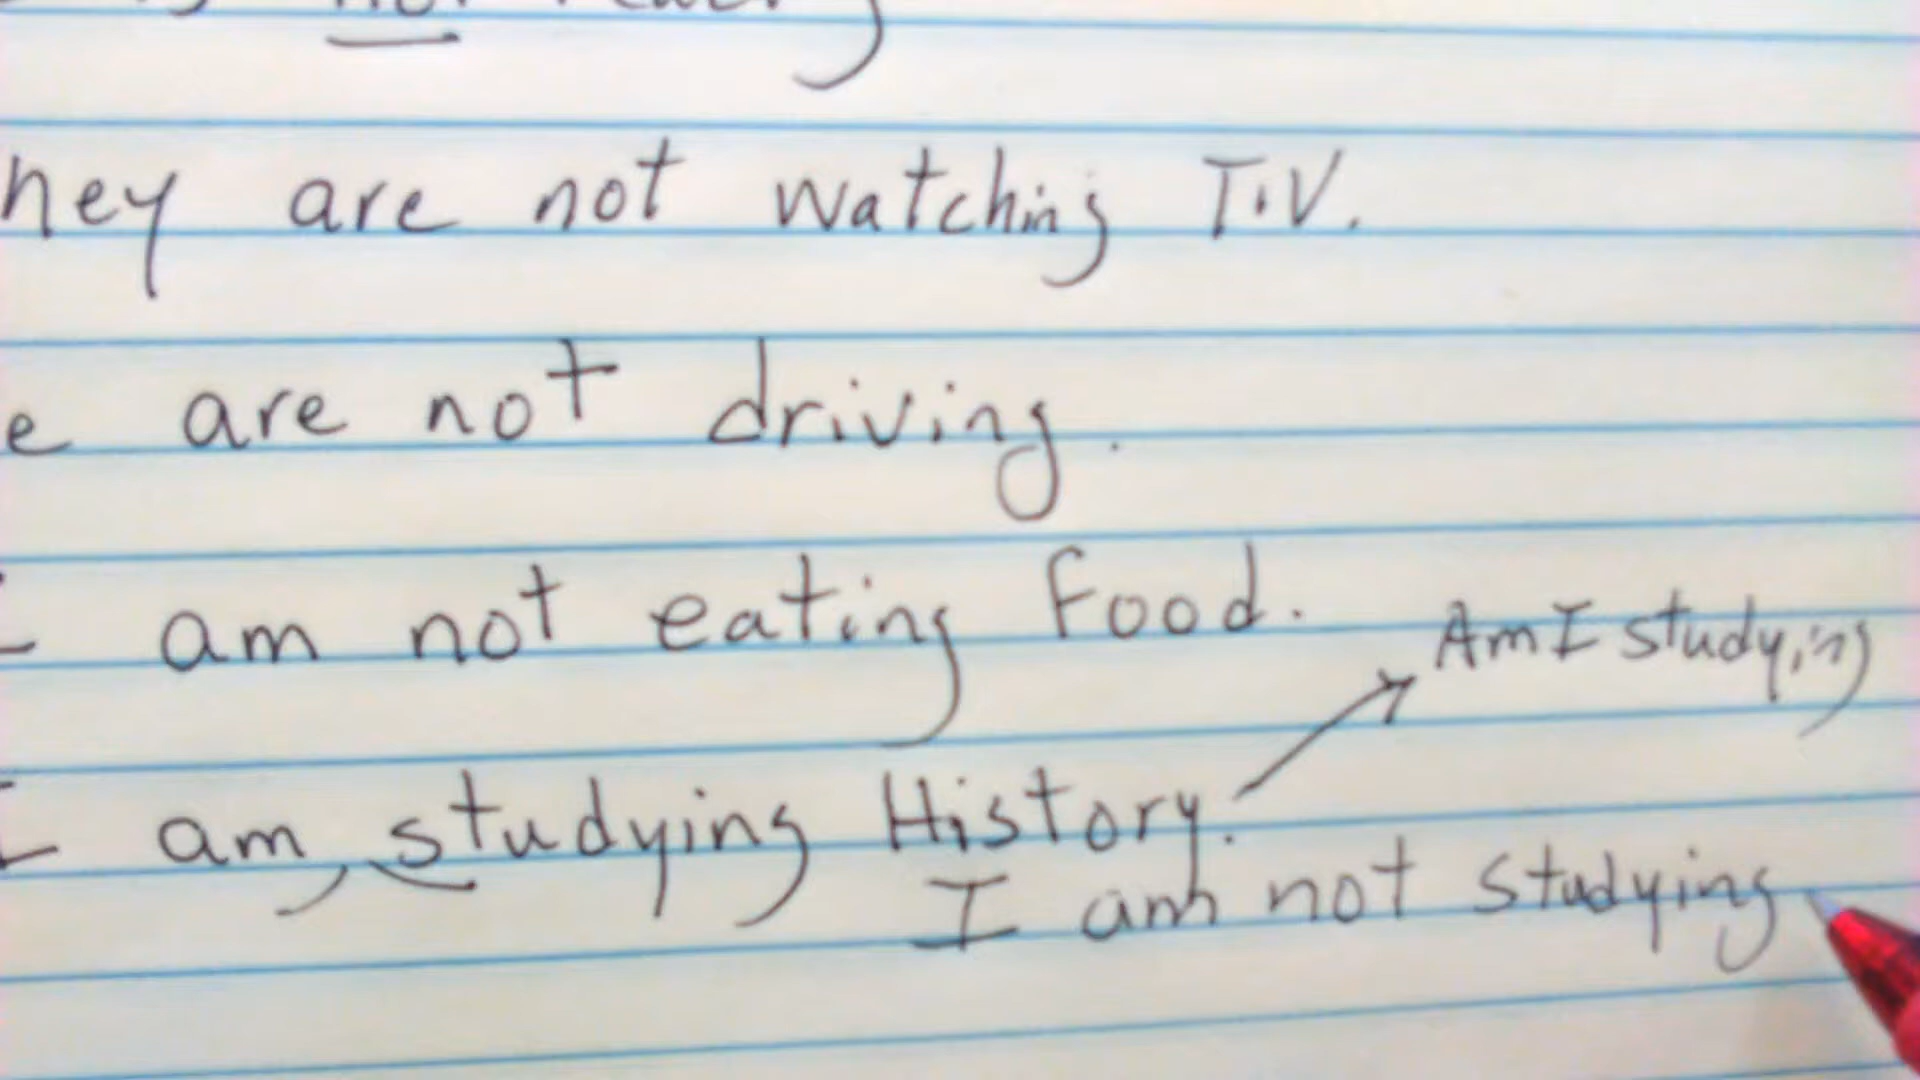 not
hey are not watching T.V.
e are not driving.
I am not eating Food.
Am I studying
I am studying History.
I am not studying